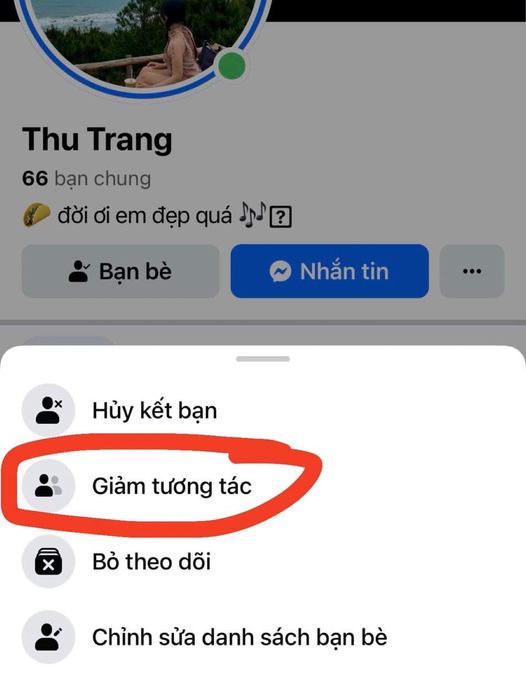 Thu Trang
66 bạn chung
🌮 đời ơi em đẹp quá 🎶⍰
Bạn bè
Nhắn tin
Hủy kết bạn
Giảm tương tác
Bỏ theo dõi
Chỉnh sửa danh sách bạn bè